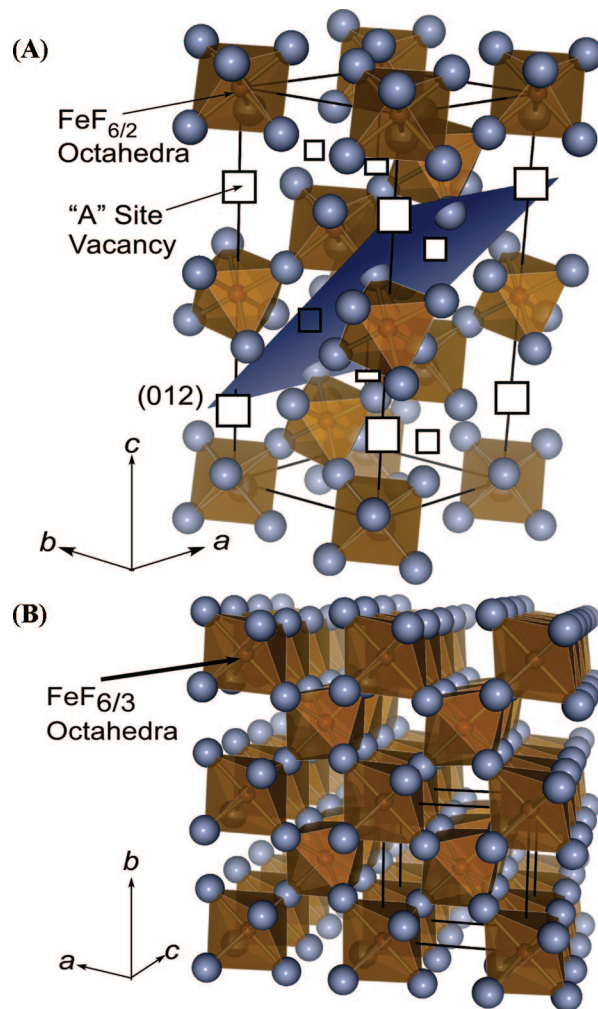 (A)
FeF6/2
Octahedra
"A" Site
Vacancy
(012)
c
b
a
(B)
FeF6/3
Octahedra
b
a
c